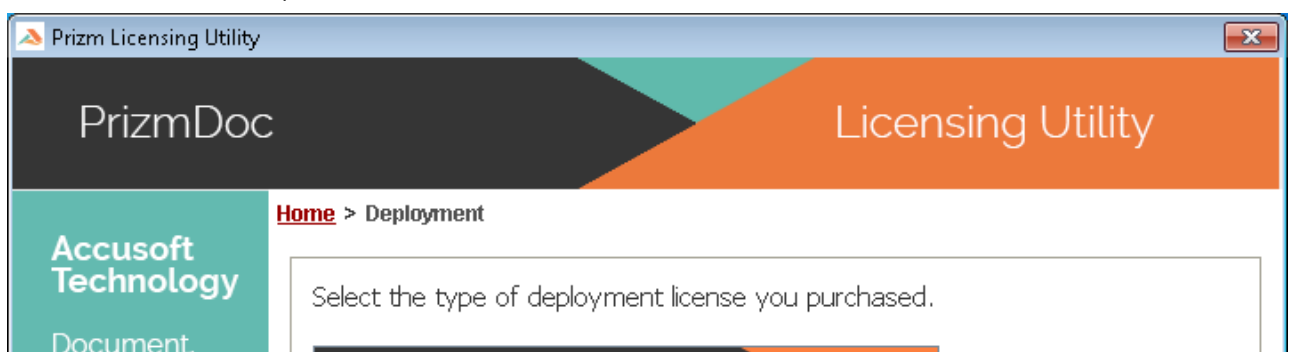 Prizm Licensing Utility
PrizmDoc
Licensing Utility
Home > Deployment
Accusoft
Technology
Select the type of deployment license you purchased.
Document,